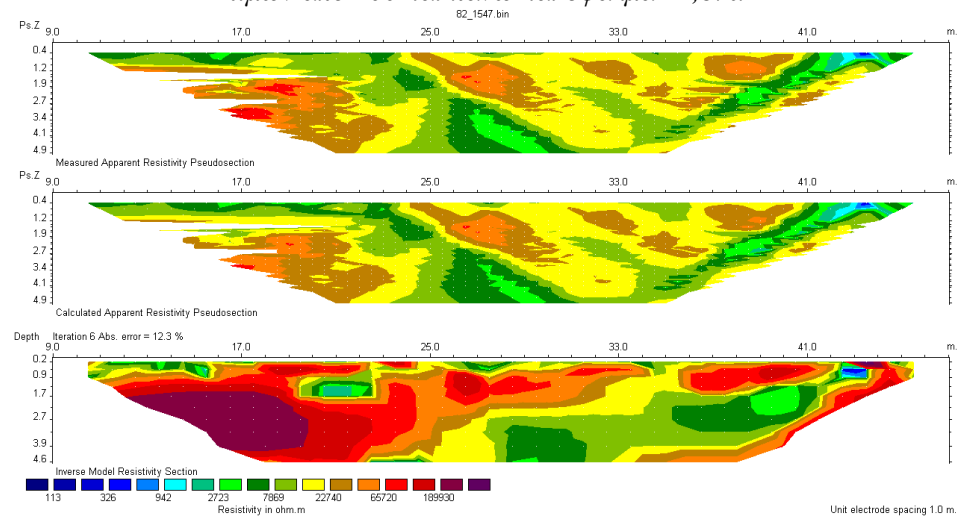 82_1547.bin
Ps.Z 9.0 17.0 25.0 33.0 41.0 m.
0.4
1.2
1.9
2.7
3.4
4.1
4.9
Measured Apparent Resistivity Pseudosection
Ps.Z 9.0 17.0 25.0 33.0 41.0 m.
0.4
1.2
1.9
2.7
3.4
4.1
4.9
Calculated Apparent Resistivity Pseudosection
Depth Iteration 6 Abs. error = 12.3 %
9.0 17.0 25.0 33.0 41.0 m.
0.2
0.9
1.7
2.7
3.9
4.6
Inverse Model Resistivity Section
113 326 942 2723 7869 22740 65720 189930
Resistivity in ohm.m
Unit electrode spacing 1.0 m.